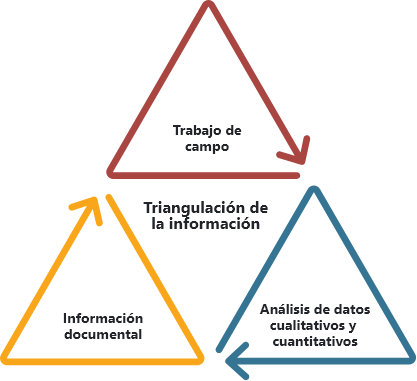 Trabajo de
campo
Triangulación de
la información
Información
documental
Análisis de datos
cualitativos y
cuantitativos